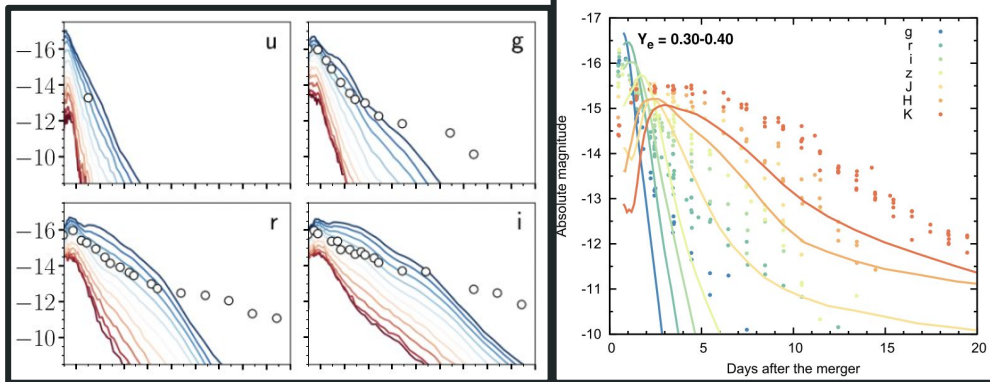 u
g
−16
−14
−12
−10
r
i
−16
−14
−12
−10
-17
-16
-15
-14
-13
-12
-11
-10
Absolute magnitude
Yₑ = 0.30-0.40
g
r
i
z
J
H
K
0
5
10
15
20
Days after the merger